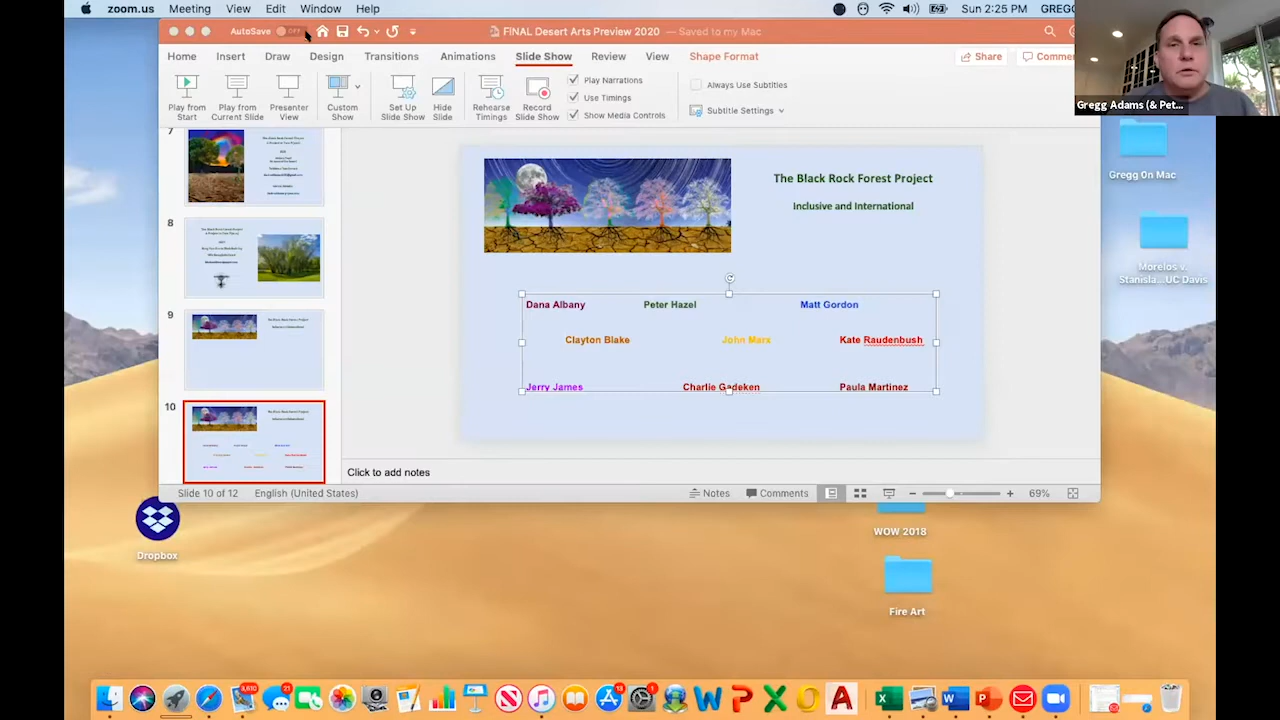 zoom.us Meeting View Edit Window Help Sun 2:25 PM GREGG
AutoSave OFF FINAL Desert Arts Preview 2020 — Saved to my Mac
Home Insert Draw Design Transitions Animations Slide Show Review View Shape Format Share Comme
Play from Start
Play from Current Slide
Presenter View
Custom Show
Set Up Slide Show
Hide Slide
Rehearse Timings
Record Slide Show
Play Narrations
Use Timings
Show Media Controls
Always Use Subtitles
Subtitle Settings
Gregg Adams (& Pet...
Gregg On Mac
Morelos v.
Stanisla...UC Davis
7
8
9
10
The Black Rock Forest Project
Inclusive and International
Dana Albany Peter Hazel Matt Gordon
Clayton Blake John Marx Kate Raudenbush
Jerry James Charlie Gadeken Paula Martinez
Click to add notes
Slide 10 of 12 English (United States) Notes Comments 69%
Dropbox
WOW 2018
Fire Art